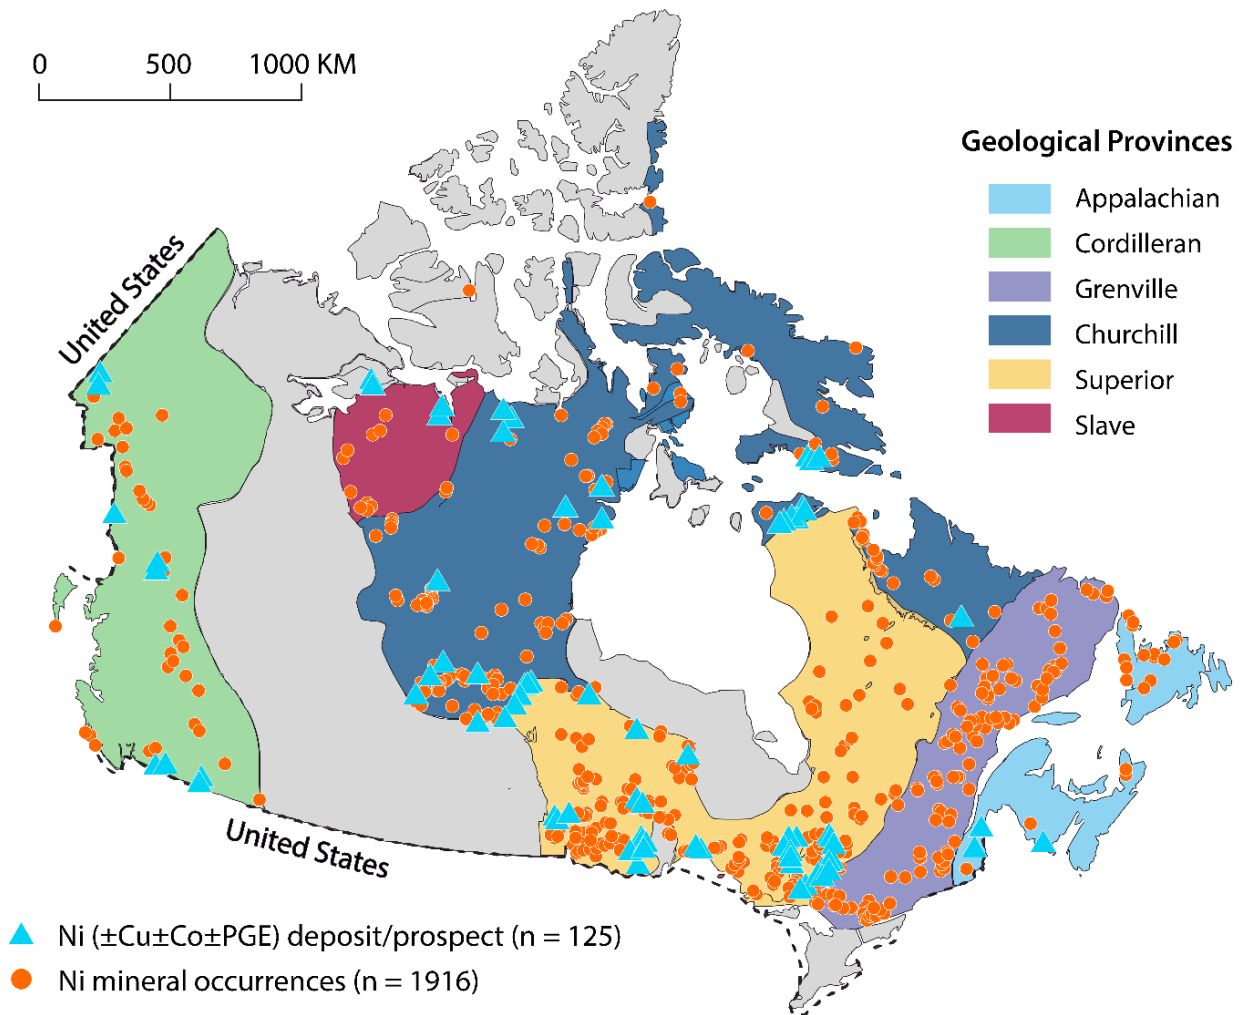 0 500 1000 KM
Geological Provinces
Appalachian
Cordilleran
Grenville
Churchill
Superior
Slave
United States
United States
Ni (±Cu±Co±PGE) deposit/prospect (n = 125)
Ni mineral occurrences (n = 1916)